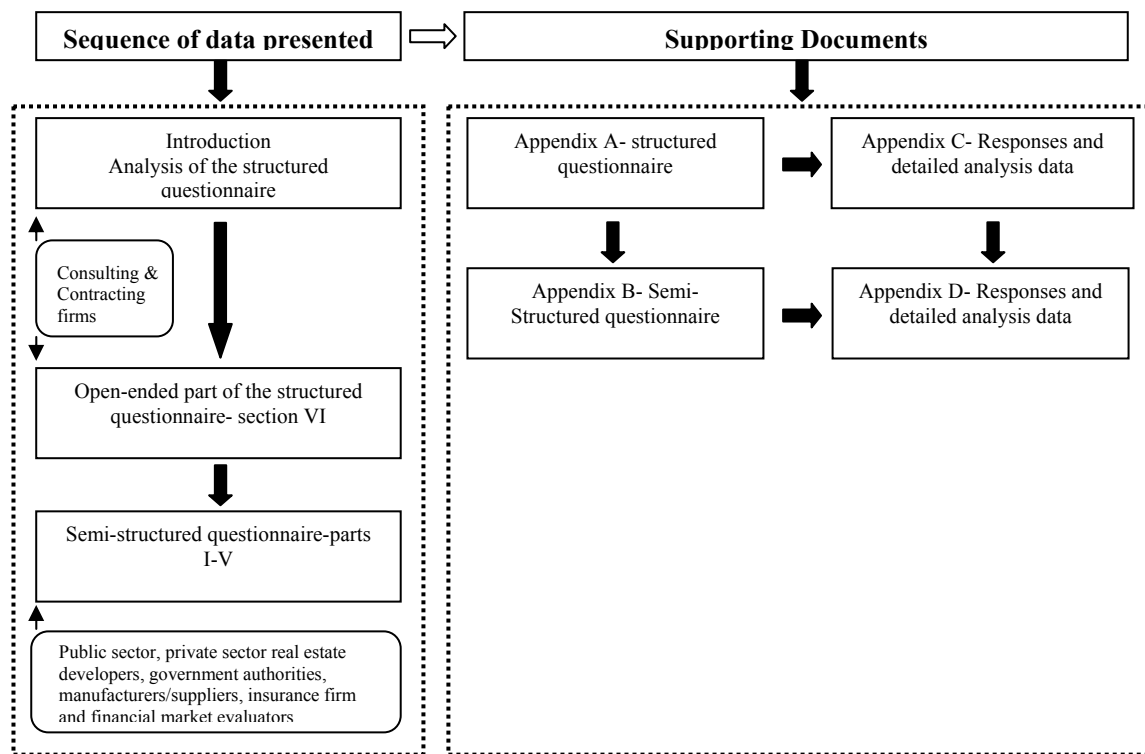 Sequence of data presented
Supporting Documents
Introduction
Analysis of the structured
questionnaire
Consulting &
Contracting
firms
Open-ended part of the structured
questionnaire- section VI
Semi-structured questionnaire-parts
I-V
Public sector, private sector real estate
developers, government authorities,
manufacturers/suppliers, insurance firm
and financial market evaluators
Appendix A- structured
questionnaire
Appendix C- Responses and
detailed analysis data
Appendix B- Semi-
Structured questionnaire
Appendix D- Responses and
detailed analysis data